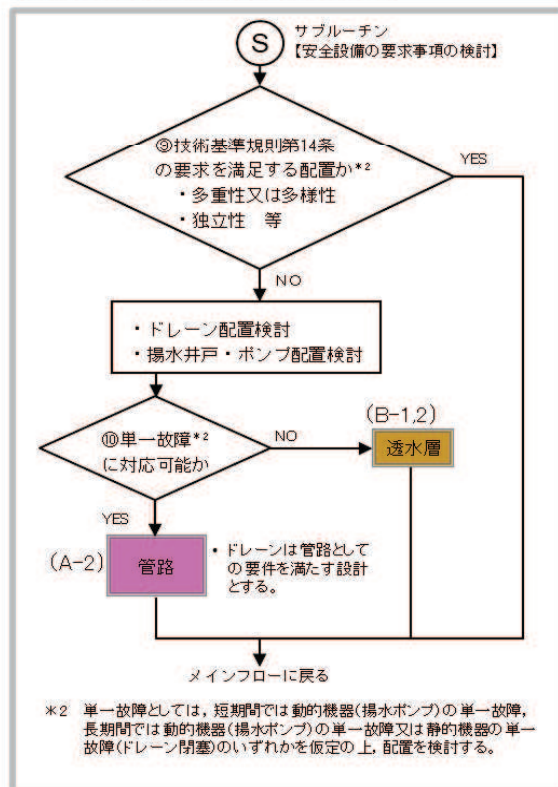 S
サブルーチン
【安全設備の要求事項の検討】
⑨技術基準規則第14条
の要求を満足する配置か*2
・多重性又は多様性
・独立性 等
YES
NO
・ドレーン配置検討
・揚水井戸・ポンプ配置検討
⑩単一故障*2
に対応可能か
NO
(B-1,2)
透水層
YES
(A-2)
管路
・ドレーンは管路として
の要件を満たす設計
とする。
メインフローに戻る
*2 単一故障としては，短期間では動的機器(揚水ポンプ)の単一故障，
長期間では動的機器(揚水ポンプ)の単一故障又は静的機器の単一
故障(ドレーン閉塞)のいずれかを仮定の上，配置を検討する。